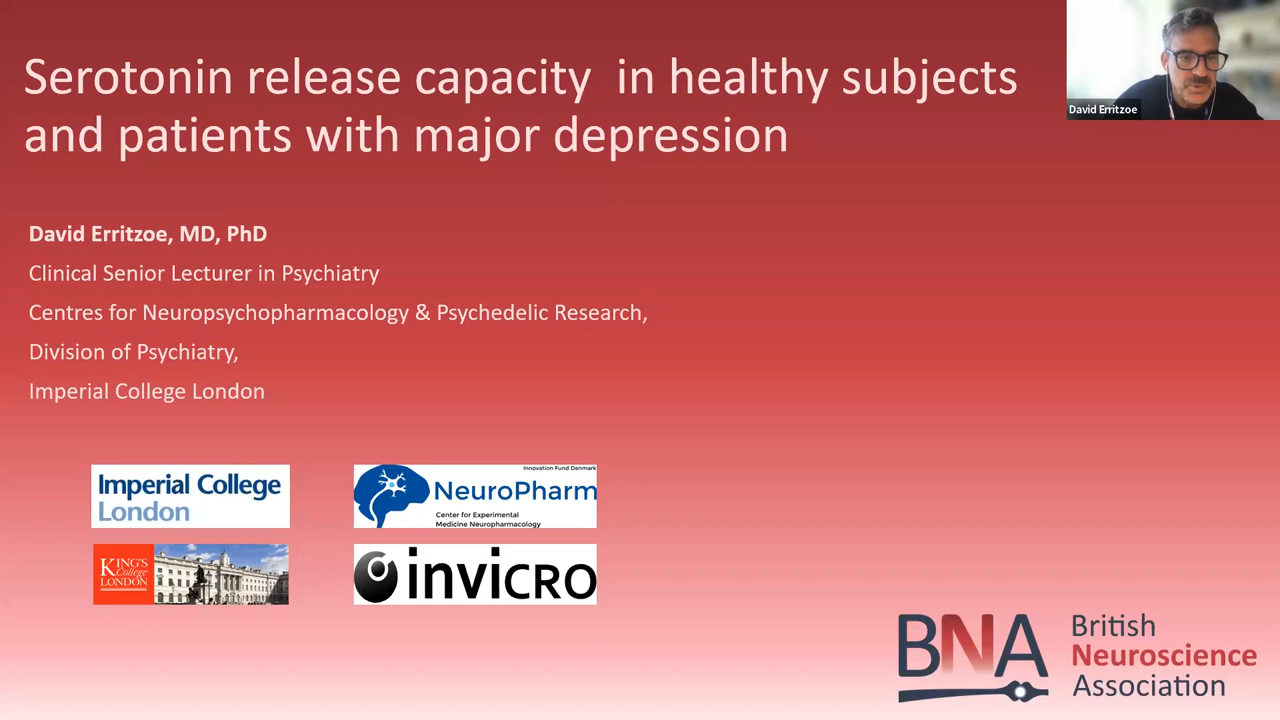 Serotonin release capacity in healthy subjects
and patients with major depression
David Erritzoe
David Erritzoe, MD, PhD
Clinical Senior Lecturer in Psychiatry
Centres for Neuropsychopharmacology & Psychedelic Research,
Division of Psychiatry,
Imperial College London
Imperial College
London
Innovation Fund Denmark
NeuroPharm
Center for Experimental
Medicine Neuropharmacology
KING'S
College
LONDON
invicro
BNA
British
Neuroscience
Association